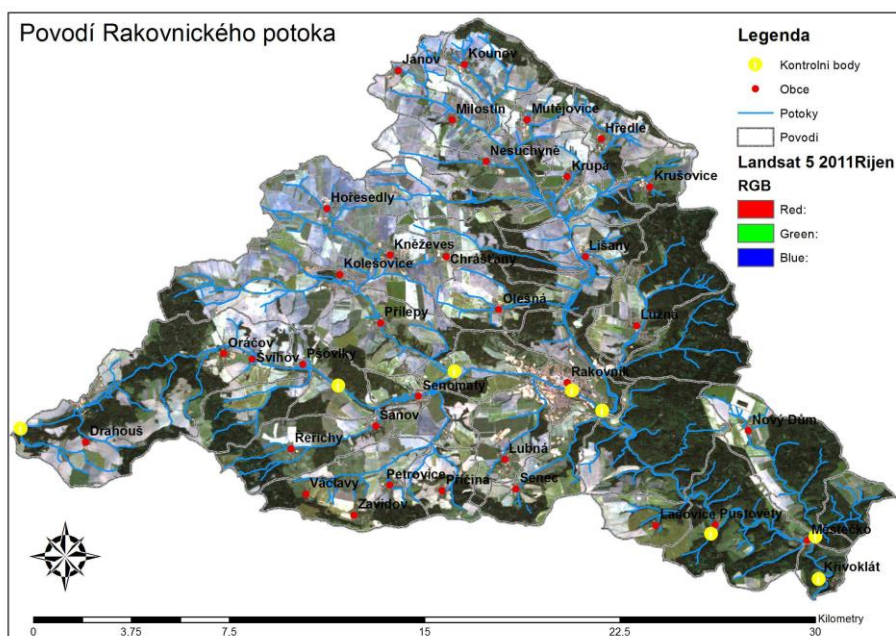 Povodí Rakovnického potoka
Legenda
Kontrolni body
Obce
Potoky
Povodi
Landsat 5 2011Rijen
RGB
Red:
Green:
Blue:
Janov
Kounov
Milostín
Mutějovice
Hředle
Nesuchyně
Krupá
Krušovice
Hořesedly
Kněževes
Chrášťany
Lišany
Kolešovice
Olešná
Přílepy
Lužná
Oráčov
Švihov
Pšovlky
Rakovník
Senomaty
Drahouš
Šanov
Nový Dům
Řeřichy
Lubná
Václavy
Petrovice
Příčina
Senec
Zavidov
Lašovice
Pustověty
Městečko
Křivoklát
Kilometry
0
3.75
7.5
15
22.5
30